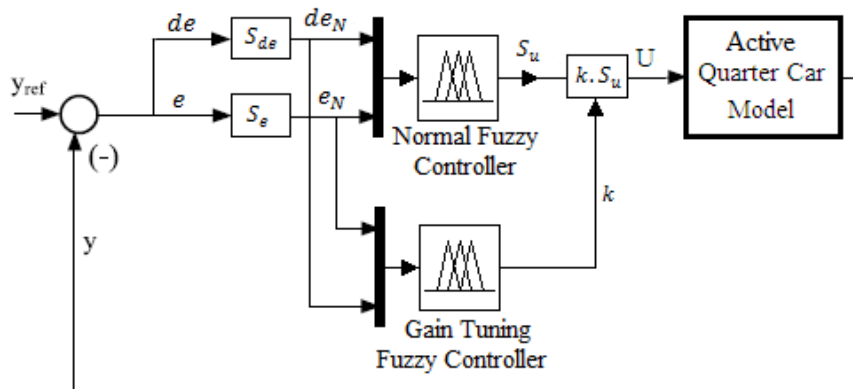 de
S_de
de_N
y_ref
e
S_e
e_N
(-)
y
Normal Fuzzy
Controller
S_u
k.S_u
U
Active
Quarter Car
Model
k
Gain Tuning
Fuzzy Controller